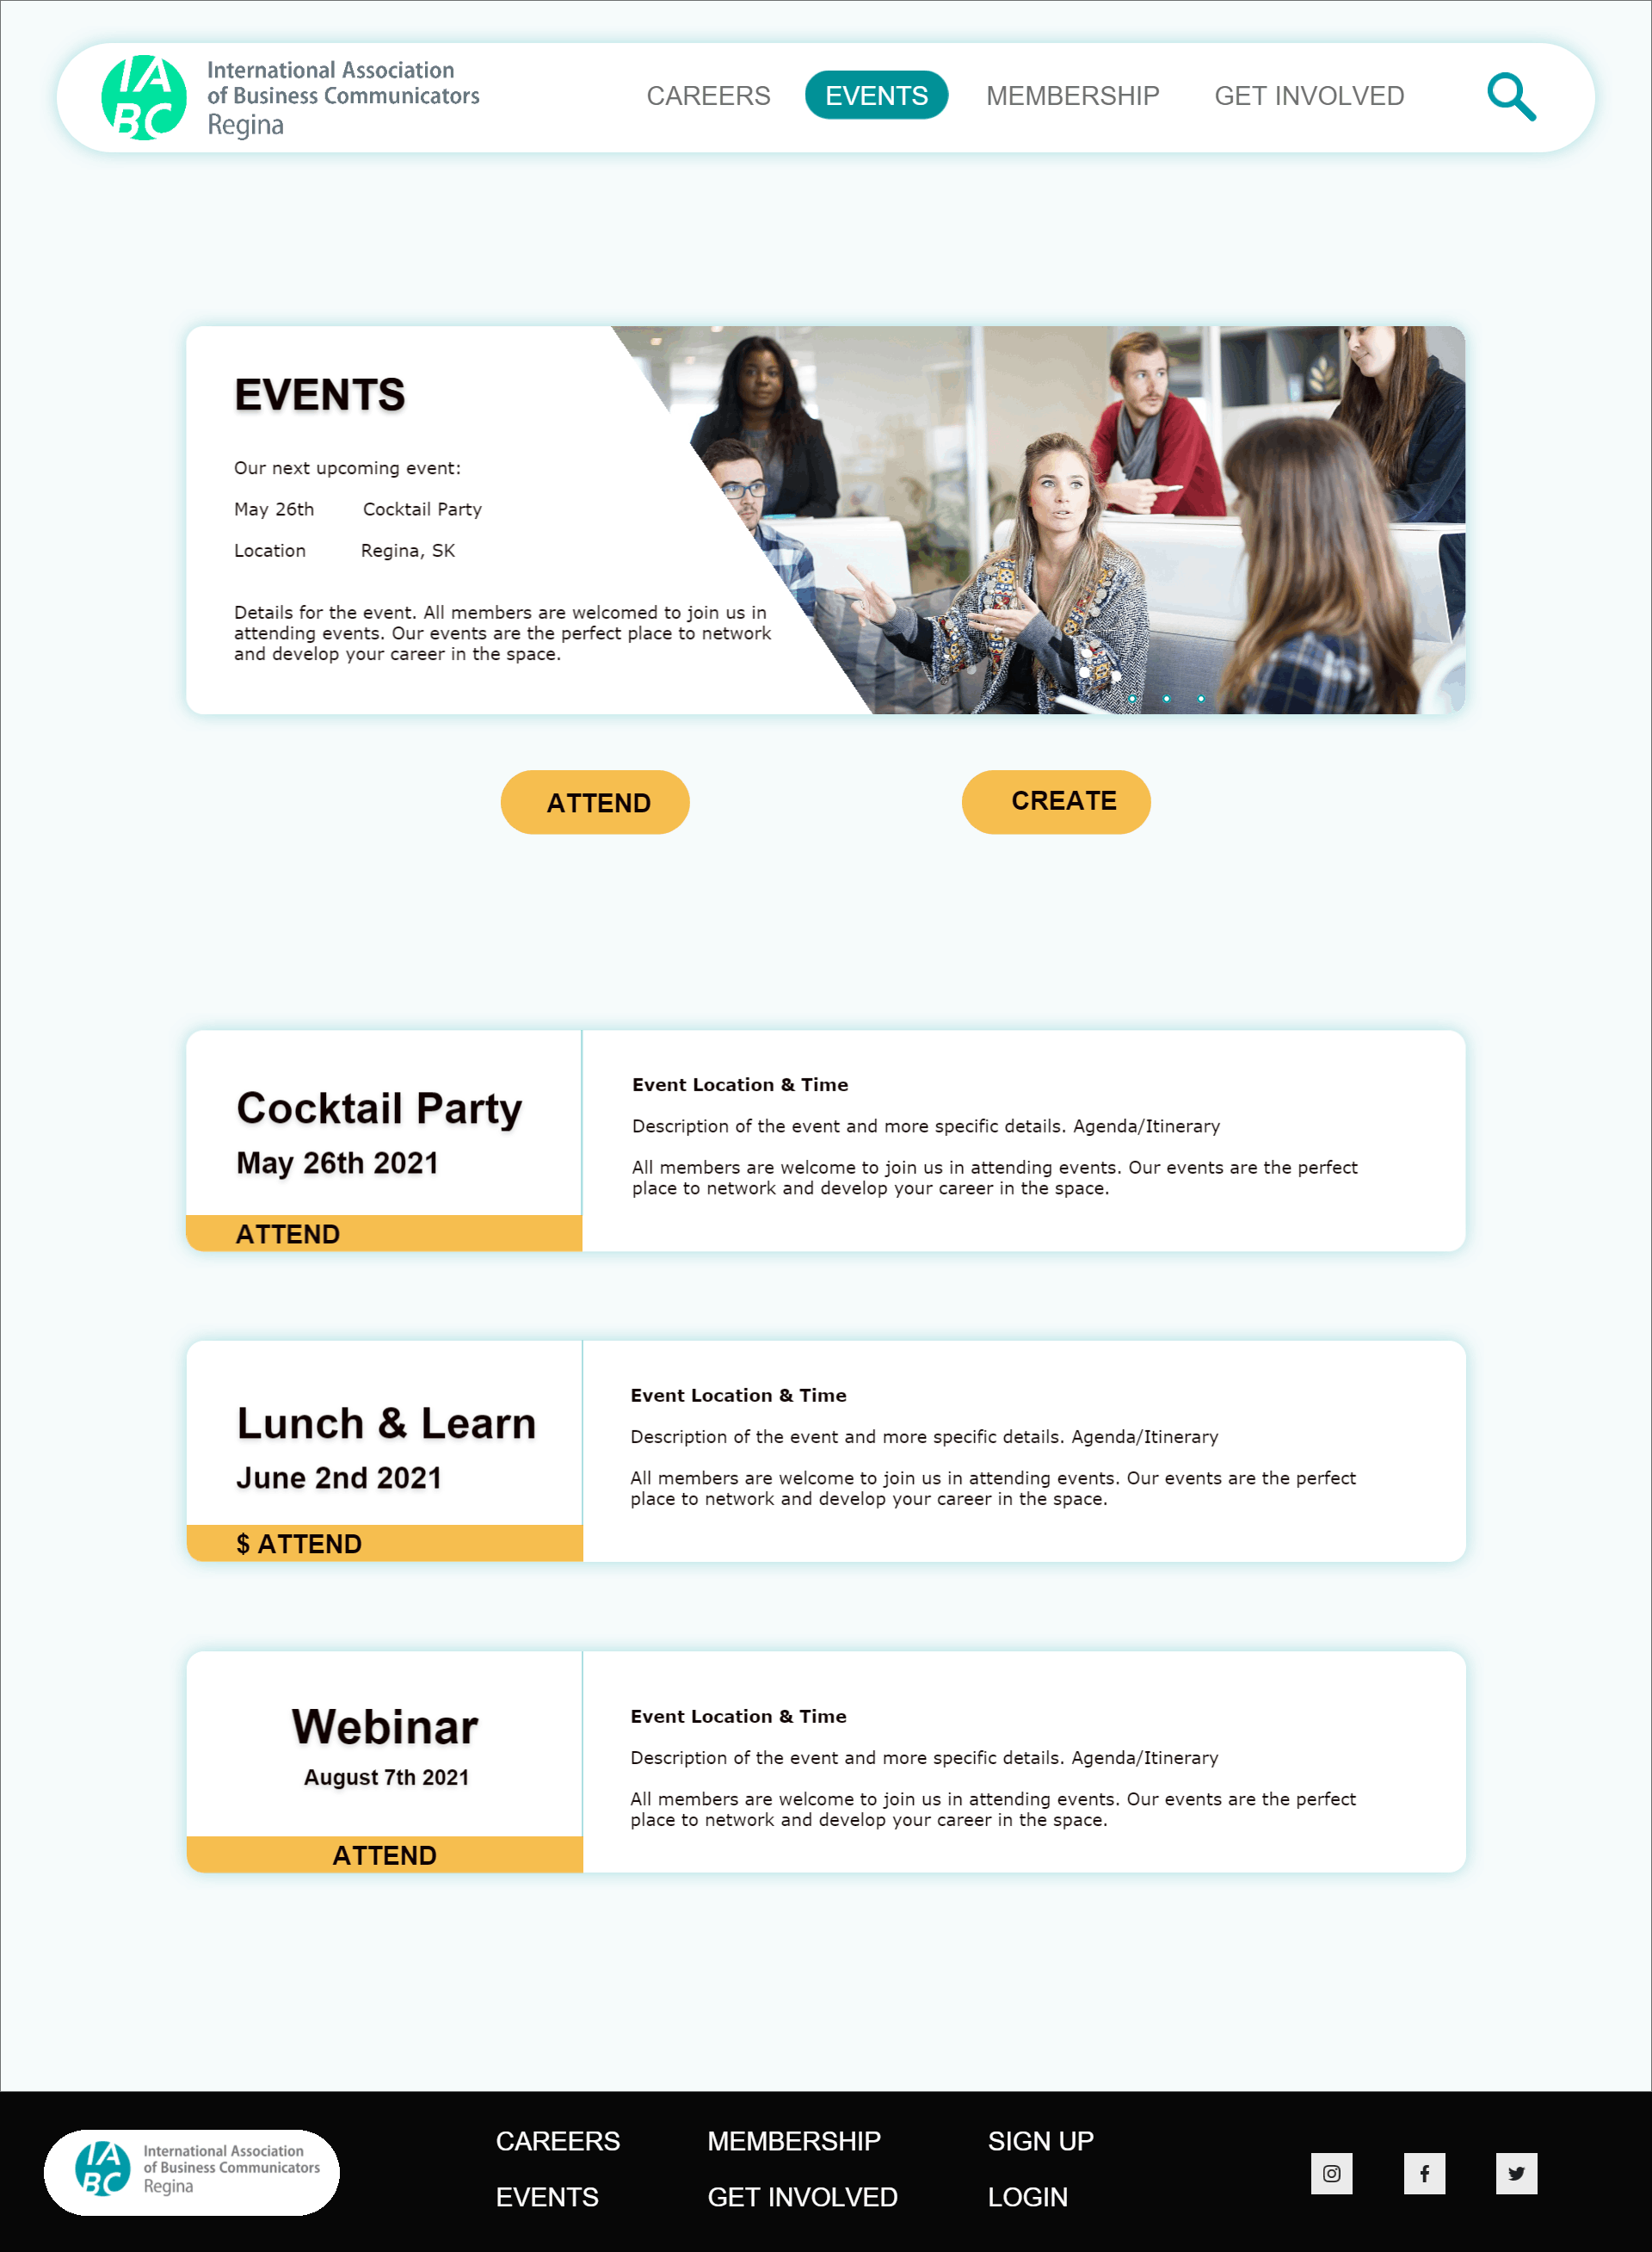 IA
BC
International Association
of Business Communicators
Regina
CAREERS EVENTS MEMBERSHIP GET INVOLVED
EVENTS
Our next upcoming event:
May 26th Cocktail Party
Location Regina, SK
Details for the event. All members are welcomed to join us in
attending events. Our events are the perfect place to network
and develop your career in the space.
ATTEND CREATE
Cocktail Party
May 26th 2021
ATTEND
Event Location & Time
Description of the event and more specific details. Agenda/Itinerary
All members are welcome to join us in attending events. Our events are the perfect
place to network and develop your career in the space.
Lunch & Learn
June 2nd 2021
$ ATTEND
Event Location & Time
Description of the event and more specific details. Agenda/Itinerary
All members are welcome to join us in attending events. Our events are the perfect
place to network and develop your career in the space.
Webinar
August 7th 2021
ATTEND
Event Location & Time
Description of the event and more specific details. Agenda/Itinerary
All members are welcome to join us in attending events. Our events are the perfect
place to network and develop your career in the space.
IA
BC
International Association
of Business Communicators
Regina
CAREERS MEMBERSHIP SIGN UP
EVENTS GET INVOLVED LOGIN